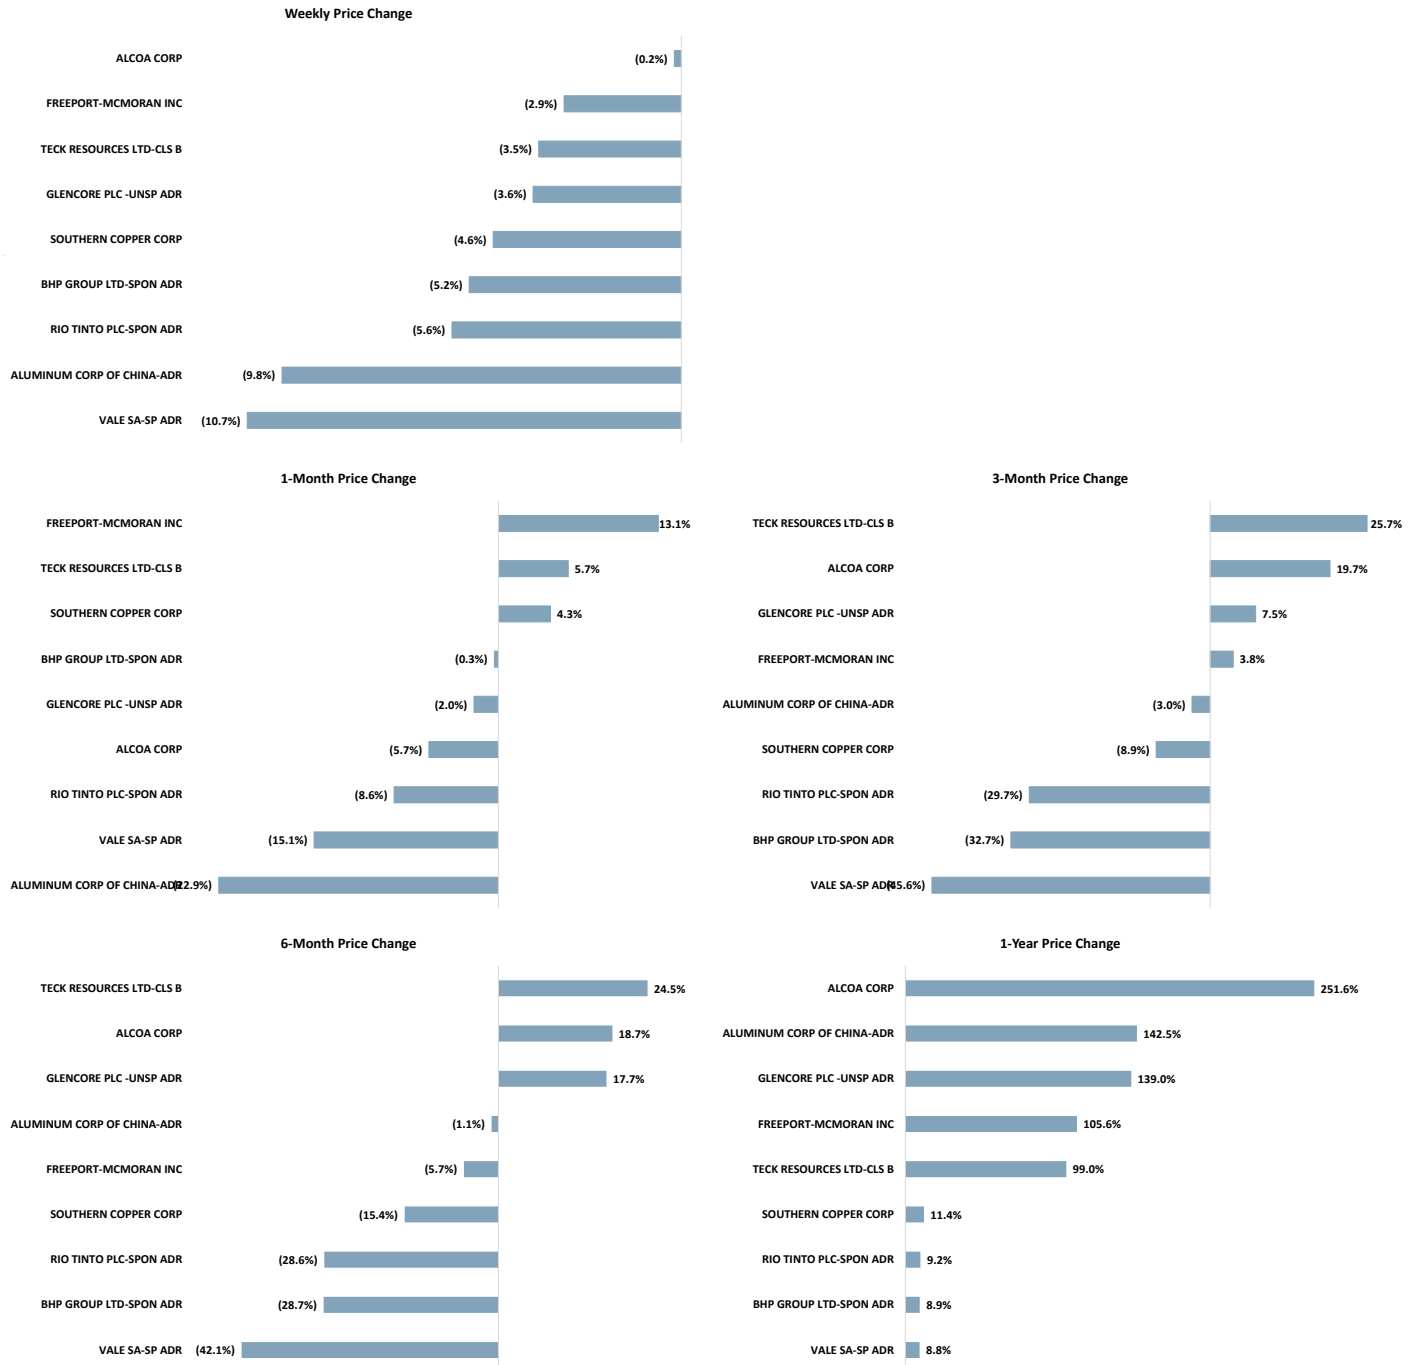 Weekly Price Change
ALCOA CORP (0.2%)
FREEPORT-MCMORAN INC (2.9%)
TECK RESOURCES LTD-CLS B (3.5%)
GLENCORE PLC -UNSP ADR (3.6%)
SOUTHERN COPPER CORP (4.6%)
BHP GROUP LTD-SPON ADR (5.2%)
RIO TINTO PLC-SPON ADR (5.6%)
ALUMINUM CORP OF CHINA-ADR (9.8%)
VALE SA-SP ADR (10.7%)
1-Month Price Change
FREEPORT-MCMORAN INC 13.1%
TECK RESOURCES LTD-CLS B 5.7%
SOUTHERN COPPER CORP 4.3%
BHP GROUP LTD-SPON ADR (0.3%)
GLENCORE PLC -UNSP ADR (2.0%)
ALCOA CORP (5.7%)
RIO TINTO PLC-SPON ADR (8.6%)
VALE SA-SP ADR (15.1%)
ALUMINUM CORP OF CHINA-ADR (22.9%)
3-Month Price Change
TECK RESOURCES LTD-CLS B 25.7%
ALCOA CORP 19.7%
GLENCORE PLC -UNSP ADR 7.5%
FREEPORT-MCMORAN INC 3.8%
ALUMINUM CORP OF CHINA-ADR (3.0%)
SOUTHERN COPPER CORP (8.9%)
RIO TINTO PLC-SPON ADR (29.7%)
BHP GROUP LTD-SPON ADR (32.7%)
VALE SA-SP ADR (45.6%)
6-Month Price Change
TECK RESOURCES LTD-CLS B 24.5%
ALCOA CORP 18.7%
GLENCORE PLC -UNSP ADR 17.7%
ALUMINUM CORP OF CHINA-ADR (1.1%)
FREEPORT-MCMORAN INC (5.7%)
SOUTHERN COPPER CORP (15.4%)
RIO TINTO PLC-SPON ADR (28.6%)
BHP GROUP LTD-SPON ADR (28.7%)
VALE SA-SP ADR (42.1%)
1-Year Price Change
ALCOA CORP 251.6%
ALUMINUM CORP OF CHINA-ADR 142.5%
GLENCORE PLC -UNSP ADR 139.0%
FREEPORT-MCMORAN INC 105.6%
TECK RESOURCES LTD-CLS B 99.0%
SOUTHERN COPPER CORP 11.4%
RIO TINTO PLC-SPON ADR 9.2%
BHP GROUP LTD-SPON ADR 8.9%
VALE SA-SP ADR 8.8%